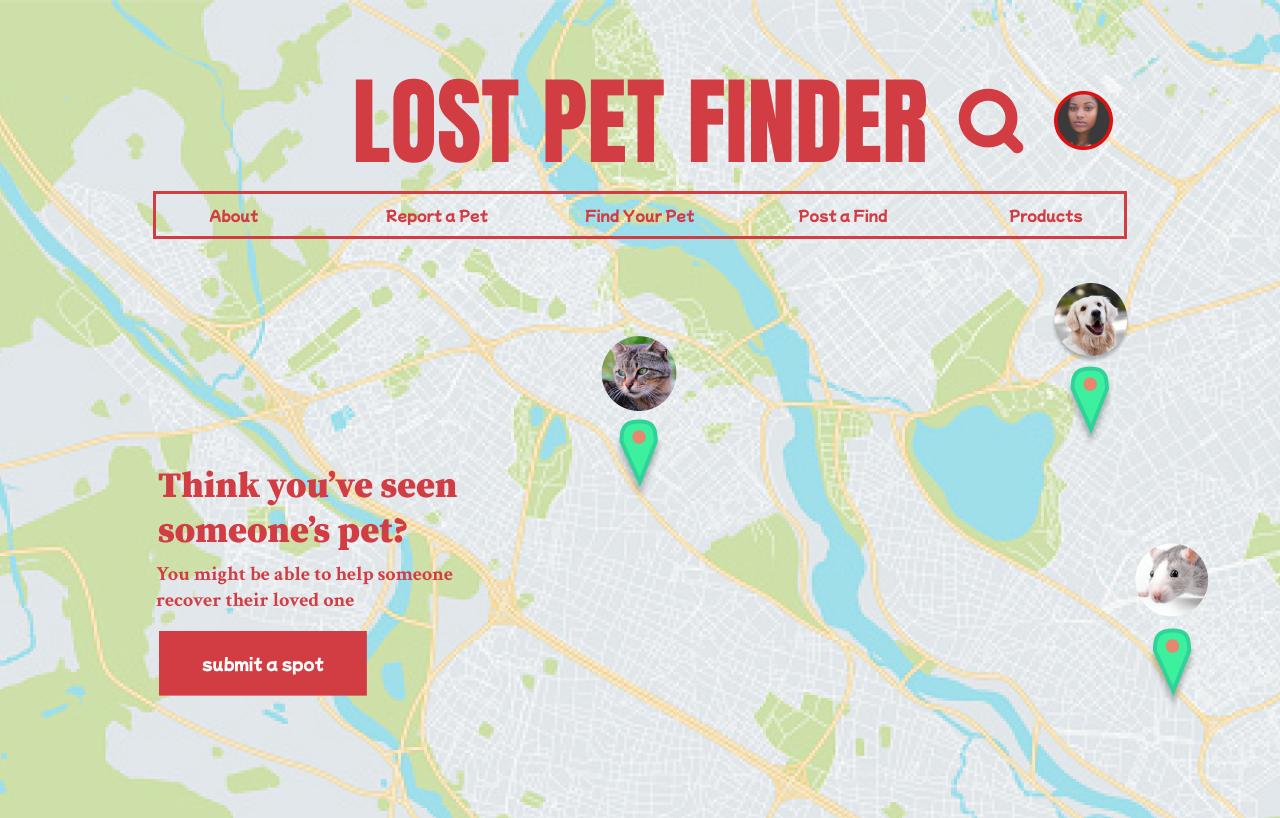 LOST PET FINDER
About Report a Pet Find Your Pet Post a Find Products
Think you’ve seen
someone’s pet?
You might be able to help someone
recover their loved one
submit a spot